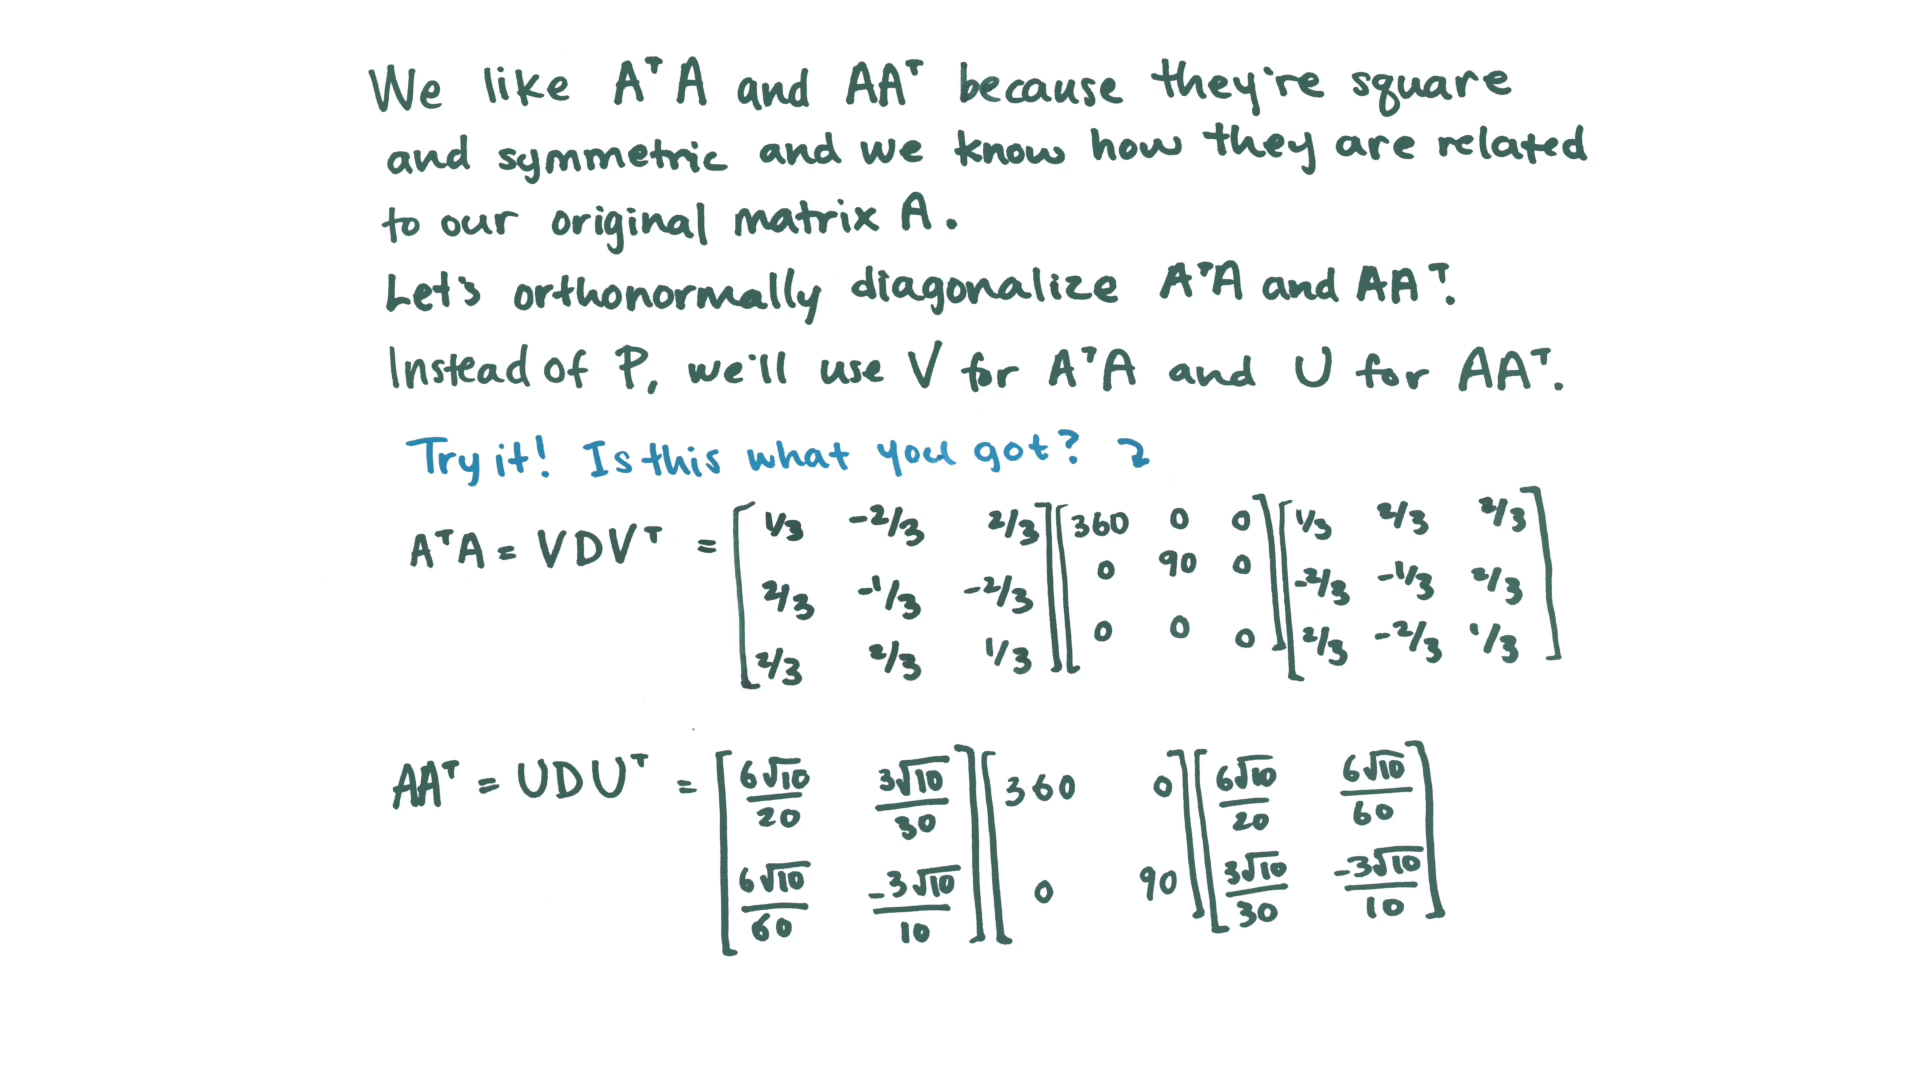 We like AᵀA and AAᵀ because they're square
and symmetric and we know how they are related
to our original matrix A.
Let's orthonormally diagonalize AᵀA and AAᵀ.
Instead of P, we'll use V for AᵀA and U for AAᵀ.
Try it! Is this what you got? 2
AᵀA = VDVᵀ = [1/3 -2/3 2/3] [360 0 0] [1/3 2/3 2/3]
[2/3 -1/3 -2/3] [0 90 0] [-2/3 -1/3 2/3]
[2/3 2/3 1/3] [0 0 0] [2/3 -2/3 1/3]
AAᵀ = UDUᵀ = [6√10/20 3√10/30] [360 0] [6√10/20 6√10/60]
[6√10/60 -3√10/10] [0 90] [3√10/30 -3√10/10]